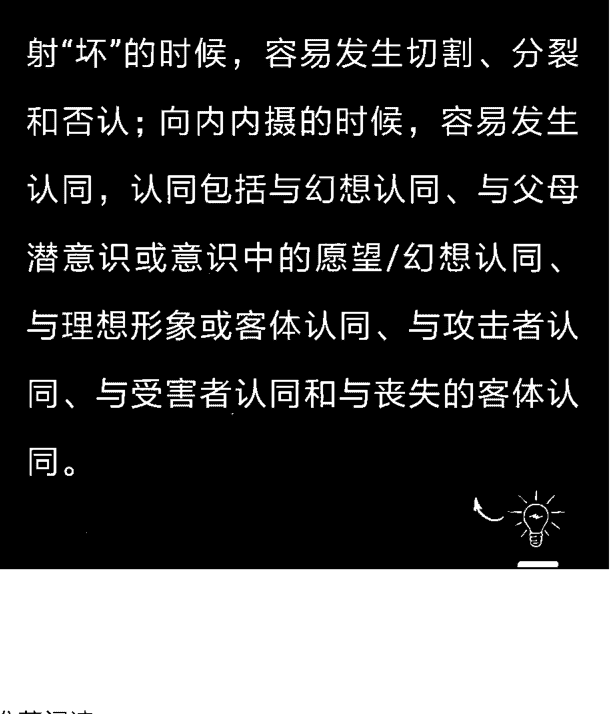 射“坏”的时候，容易发生切割、分裂
和否认；向内内摄的时候，容易发生
认同，认同包括与幻想认同、与父母
潜意识或意识中的愿望/幻想认同、
与理想形象或客体认同、与攻击者认
同、与受害者认同和与丧失的客体认
同。